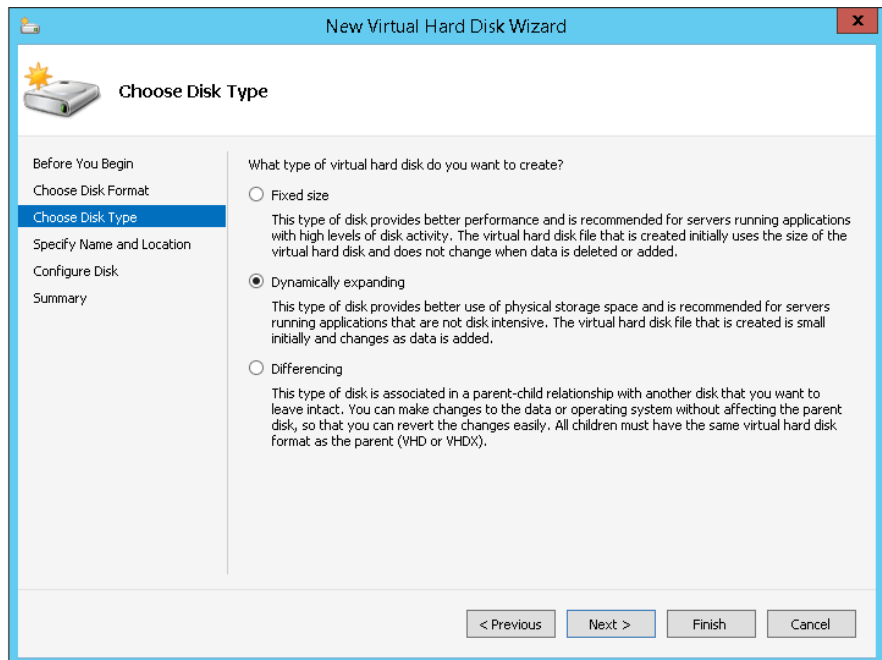 New Virtual Hard Disk Wizard
x
Choose Disk Type
Before You Begin
Choose Disk Format
Choose Disk Type
Specify Name and Location
Configure Disk
Summary
What type of virtual hard disk do you want to create?
Fixed size
This type of disk provides better performance and is recommended for servers running applications
with high levels of disk activity. The virtual hard disk file that is created initially uses the size of the
virtual hard disk and does not change when data is deleted or added.
Dynamically expanding
This type of disk provides better use of physical storage space and is recommended for servers
running applications that are not disk intensive. The virtual hard disk file that is created is small
initially and changes as data is added.
Differencing
This type of disk is associated in a parent-child relationship with another disk that you want to
leave intact. You can make changes to the data or operating system without affecting the parent
disk, so that you can revert the changes easily. All children must have the same virtual hard disk
format as the parent (VHD or VHDX).
< Previous
Next >
Finish
Cancel